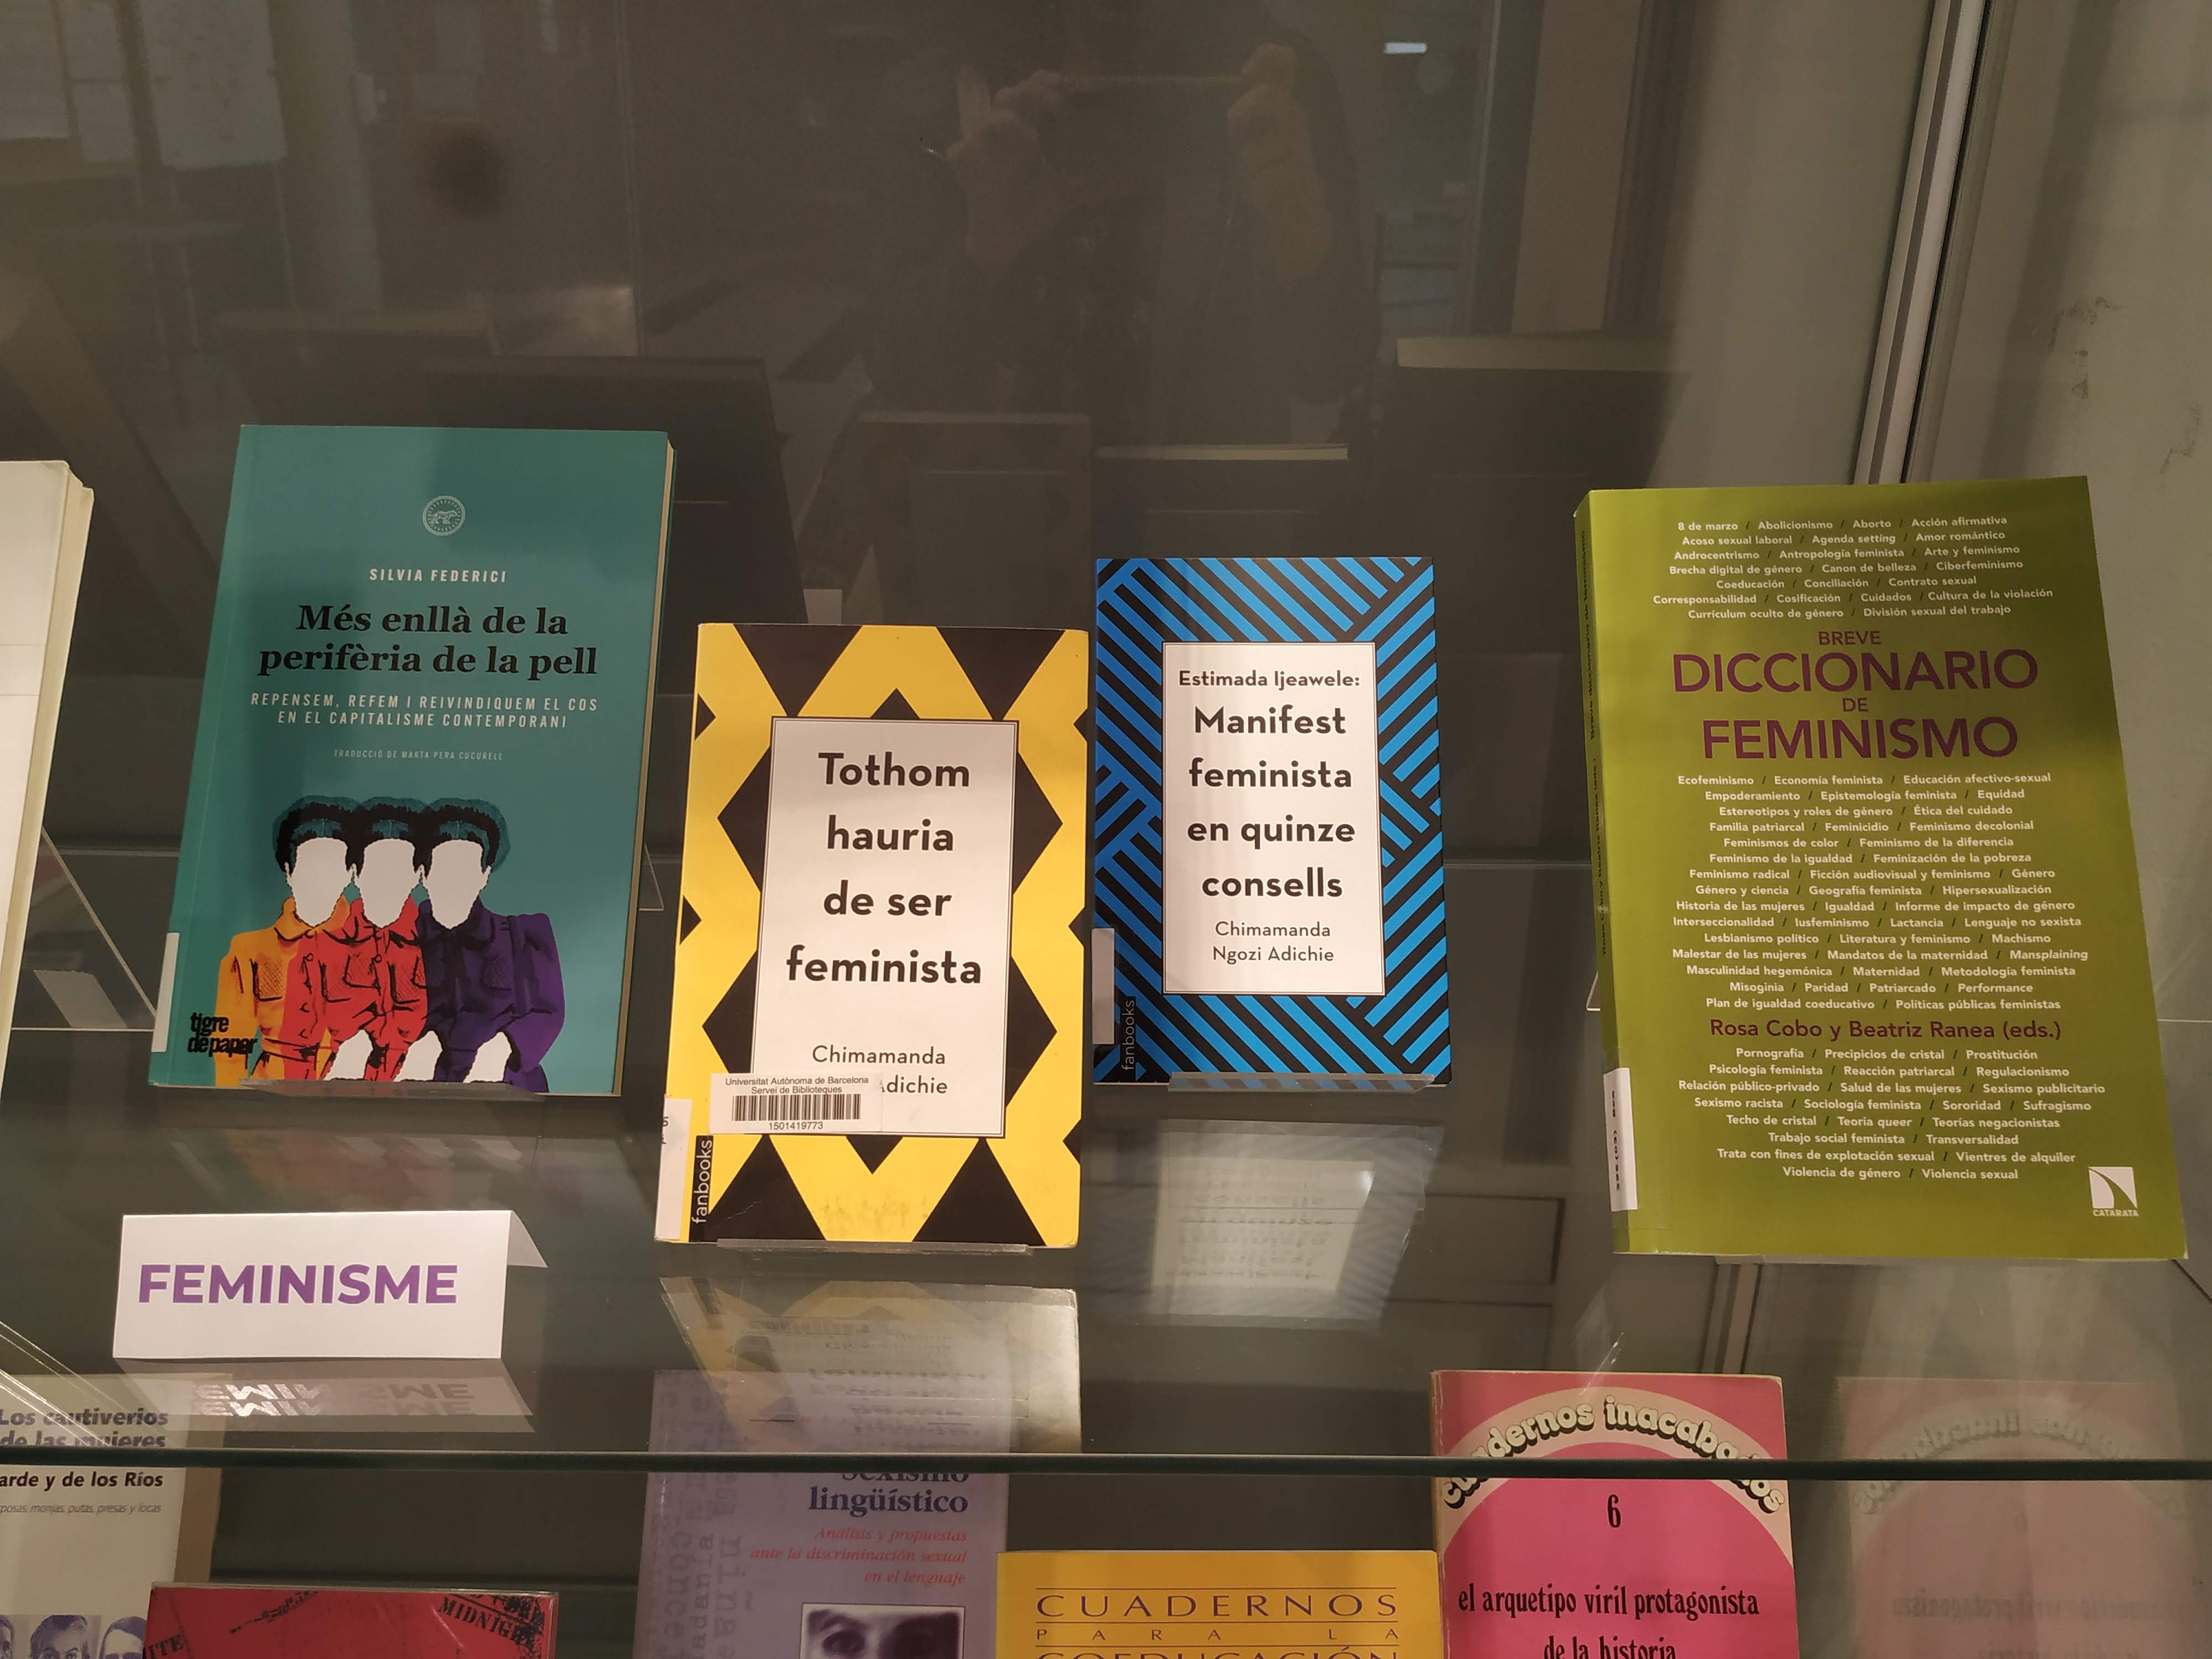 SILVIA FEDERICI
Més enllà de la
perifèria de la pell
REPENSEM, REFEM I REIVINDIQUEM EL COS
EN EL CAPITALISME CONTEMPORANI
TRADUCCIÓ DE MARTA PERA CUCURELL
tigre
de paper
Tothom
hauria
de ser
feminista
Chimamanda
Adichie
Universitat Autònoma de Barcelona
Servei de Biblioteques
1501419773
fanbooks
Estimada Ijeawele:
Manifest
feminista
en quinze
consells
Chimamanda
Ngozi Adichie
fanbooks
8 de marzo / Abolicionismo / Aborto / Acción afirmativa
Acoso sexual laboral / Agenda setting / Amor romántico
Androcentrismo / Antropología feminista / Arte y feminismo
Brecha digital de género / Canon de belleza / Ciberfeminismo
Coeducación / Conciliación / Contrato sexual
Corresponsabilidad / Cosificación / Cuidados / Cultura de la violación
Currículum oculto de género / División sexual del trabajo
BREVE
DICCIONARIO
DE
FEMINISMO
Ecofeminismo / Economía feminista / Educación afectivo-sexual
Empoderamiento / Epistemología feminista / Equidad
Estereotipos y roles de género / Ética del cuidado
Familia patriarcal / Feminicidio / Feminismo decolonial
Feminismos de color / Feminismo de la diferencia
Feminismo de la igualdad / Feminización de la pobreza
Feminismo radical / Ficción audiovisual y feminismo / Género
Género y ciencia / Geografía feminista / Hipersexualización
Historia de las mujeres / Igualdad / Informe de impacto de género
Interseccionalidad / Iusfeminismo / Lactancia / Lenguaje no sexista
Lesbianismo político / Literatura y feminismo / Machismo
Malestar de las mujeres / Mandatos de la maternidad / Mansplaining
Masculinidad hegemónica / Maternidad / Metodología feminista
Misoginia / Paridad / Patriarcado / Performance
Plan de igualdad coeducativo / Políticas públicas feministas
Rosa Cobo y Beatriz Ranea (eds.)
Pornografía / Precipicios de cristal / Prostitución
Psicología feminista / Reacción patriarcal / Regulacionismo
Relación público-privado / Salud de las mujeres / Sexismo publicitario
Sexismo racista / Sociología feminista / Sororidad / Sufragismo
Techo de cristal / Teoría queer / Teorías negacionistas
Trabajo social feminista / Transversalidad
Trata con fines de explotación sexual / Vientres de alquiler
Violencia de género / Violencia sexual
CATARATA
FEMINISME
Los cautiverios
de las mujeres
arde y de los Ríos
posas, monjas, putas, presas y locas
MIDNIGHT
sexismo
lingüístico
Análisis y propuestas
ante la discriminación sexual
en el lenguaje
CUADERNOS
PARA LA
COEDUCACIÓN
cuadernos inacabados
6
el arquetipo viril protagonista
de la historia